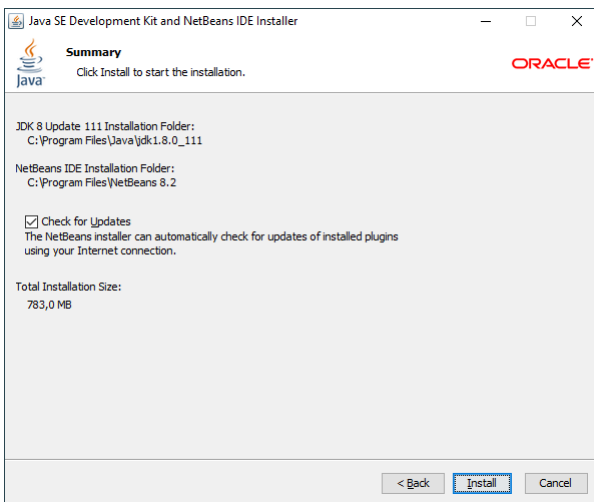 Java SE Development Kit and NetBeans IDE Installer
Summary
Click Install to start the installation.
Java
ORACLE
JDK 8 Update 111 Installation Folder:
C:\Program Files\Java\jdk1.8.0_111
NetBeans IDE Installation Folder:
C:\Program Files\NetBeans 8.2
Check for Updates
The NetBeans installer can automatically check for updates of installed plugins
using your Internet connection.
Total Installation Size:
783,0 MB
< Back Install Cancel